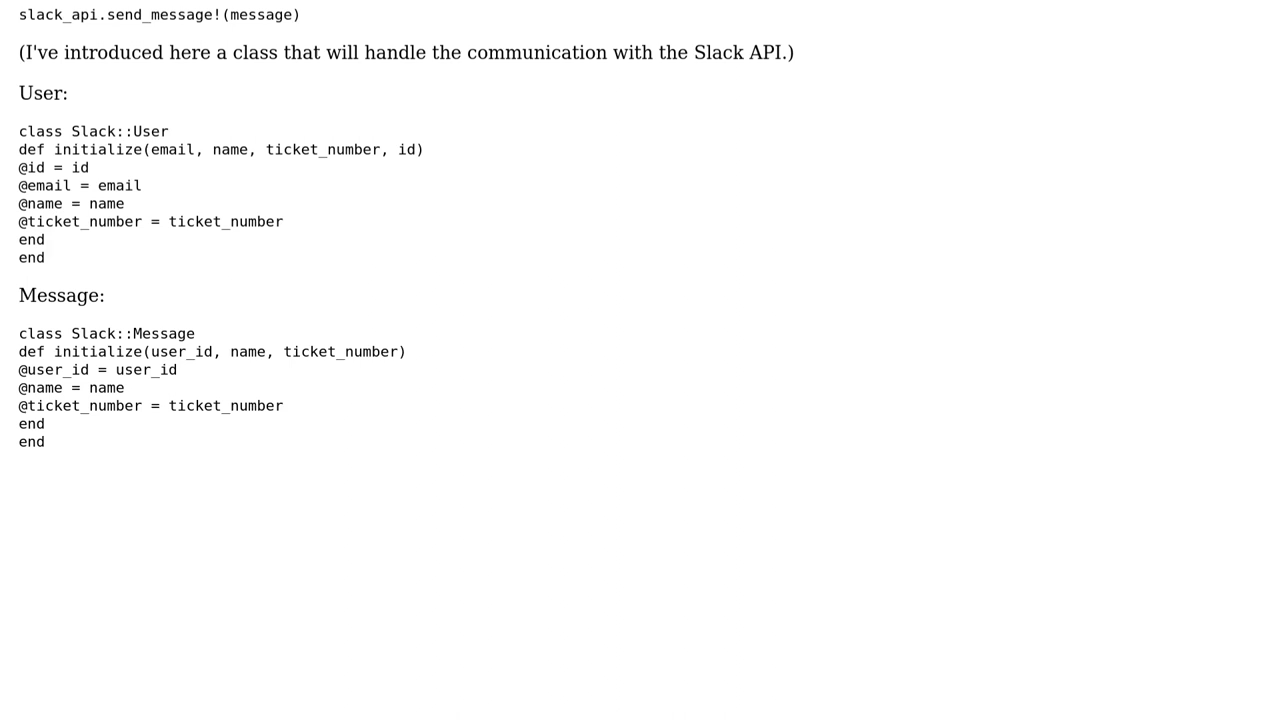 slack_api.send_message!(message)
(I've introduced here a class that will handle the communication with the Slack API.)
User:
class Slack::User
def initialize(email, name, ticket_number, id)
@id = id
@email = email
@name = name
@ticket_number = ticket_number
end
end
Message:
class Slack::Message
def initialize(user_id, name, ticket_number)
@user_id = user_id
@name = name
@ticket_number = ticket_number
end
end